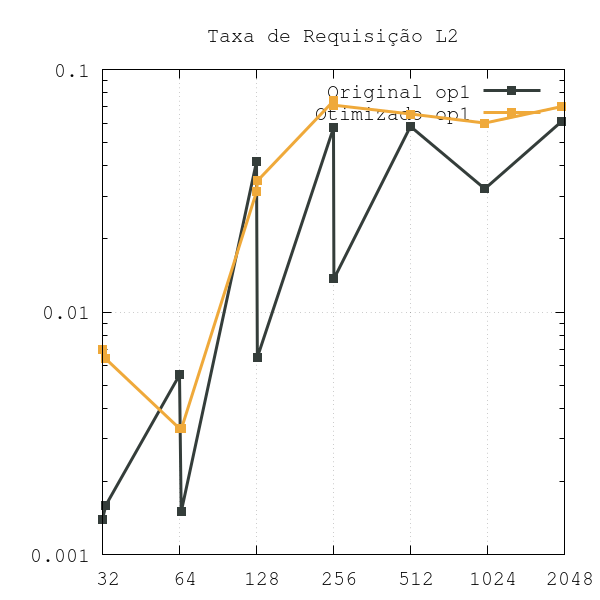 Taxa de Requisição L2
0.1
Original op1
Otimizado op1
0.01
0.001
32 64 128 256 512 1024 2048